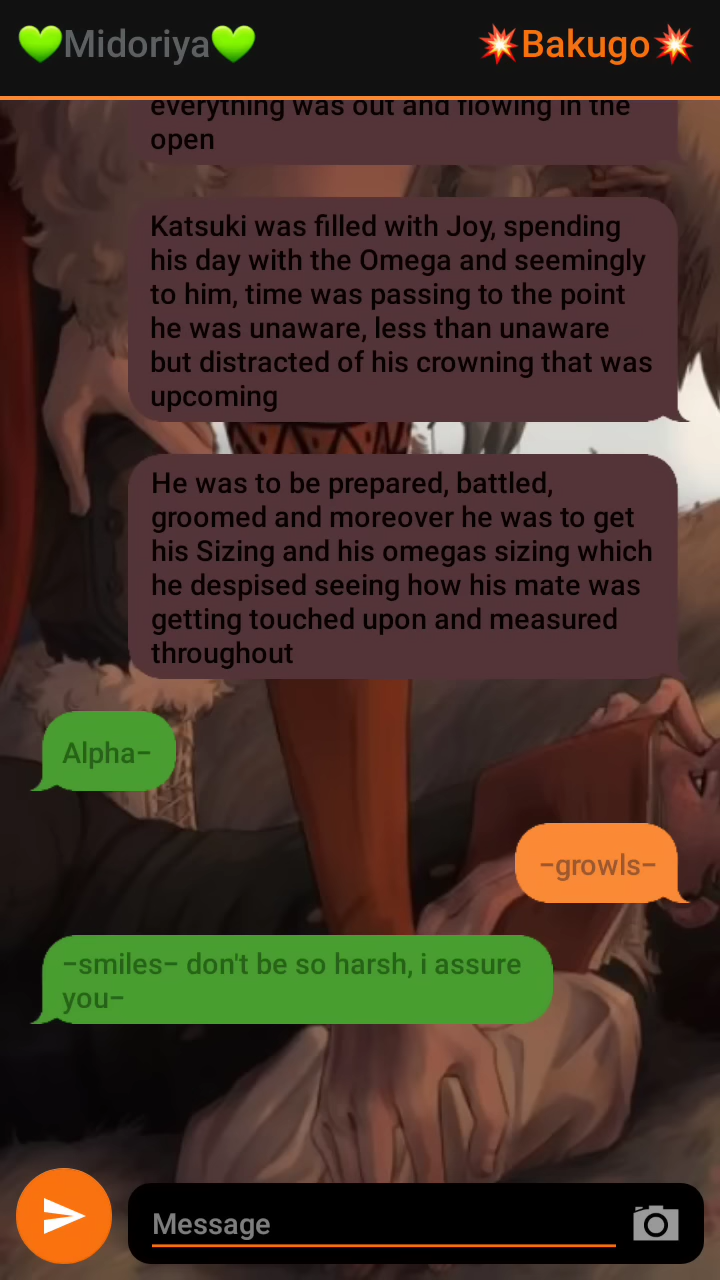 💚Midoriya💚 💥Bakugo💥
everything was out and flowing in the
open
Katsuki was filled with Joy, spending
his day with the Omega and seemingly
to him, time was passing to the point
he was unaware, less than unaware
but distracted of his crowning that was
upcoming
He was to be prepared, battled,
groomed and moreover he was to get
his Sizing and his omegas sizing which
he despised seeing how his mate was
getting touched upon and measured
throughout
Alpha–
–growls–
–smiles– don't be so harsh, i assure
you–
Message